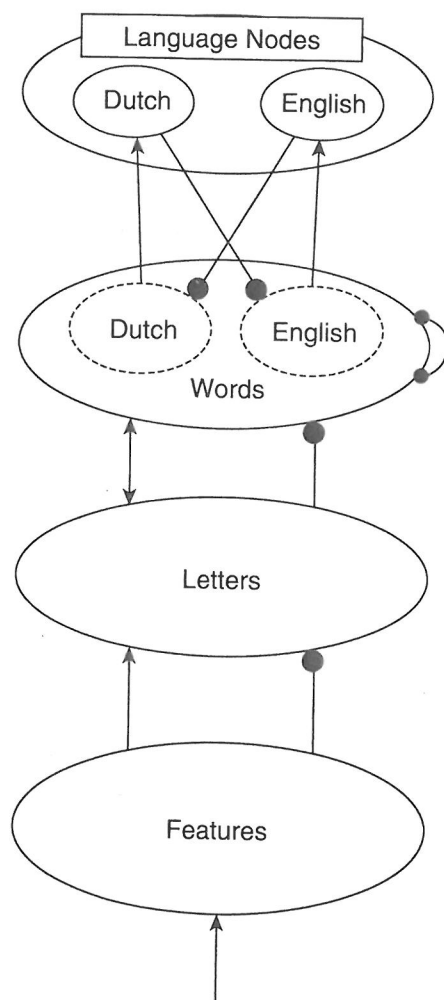 Language Nodes
Dutch English
Dutch English
Words
Letters
Features